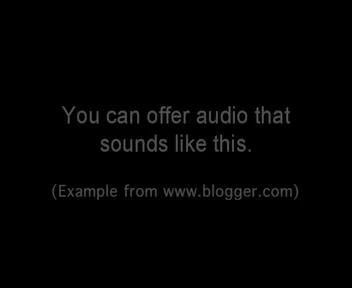 You can offer audio that
sounds like this.
(Example from www.blogger.com)